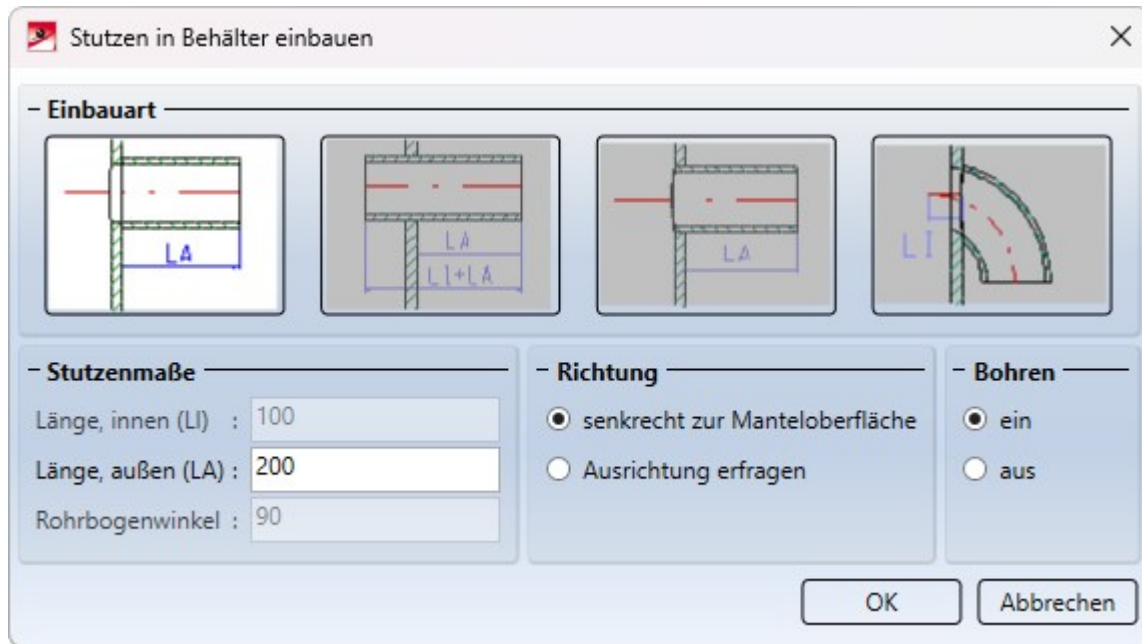 Stutzen in Behälter einbauen
Einbauart
LA
LA
LI+LA
LA
LI
Stutzenmaße
Länge, innen (LI) : 100
Länge, außen (LA) : 200
Rohrbogenwinkel : 90
Richtung
senkrecht zur Manteloberfläche
Ausrichtung erfragen
Bohren
ein
aus
OK
Abbrechen